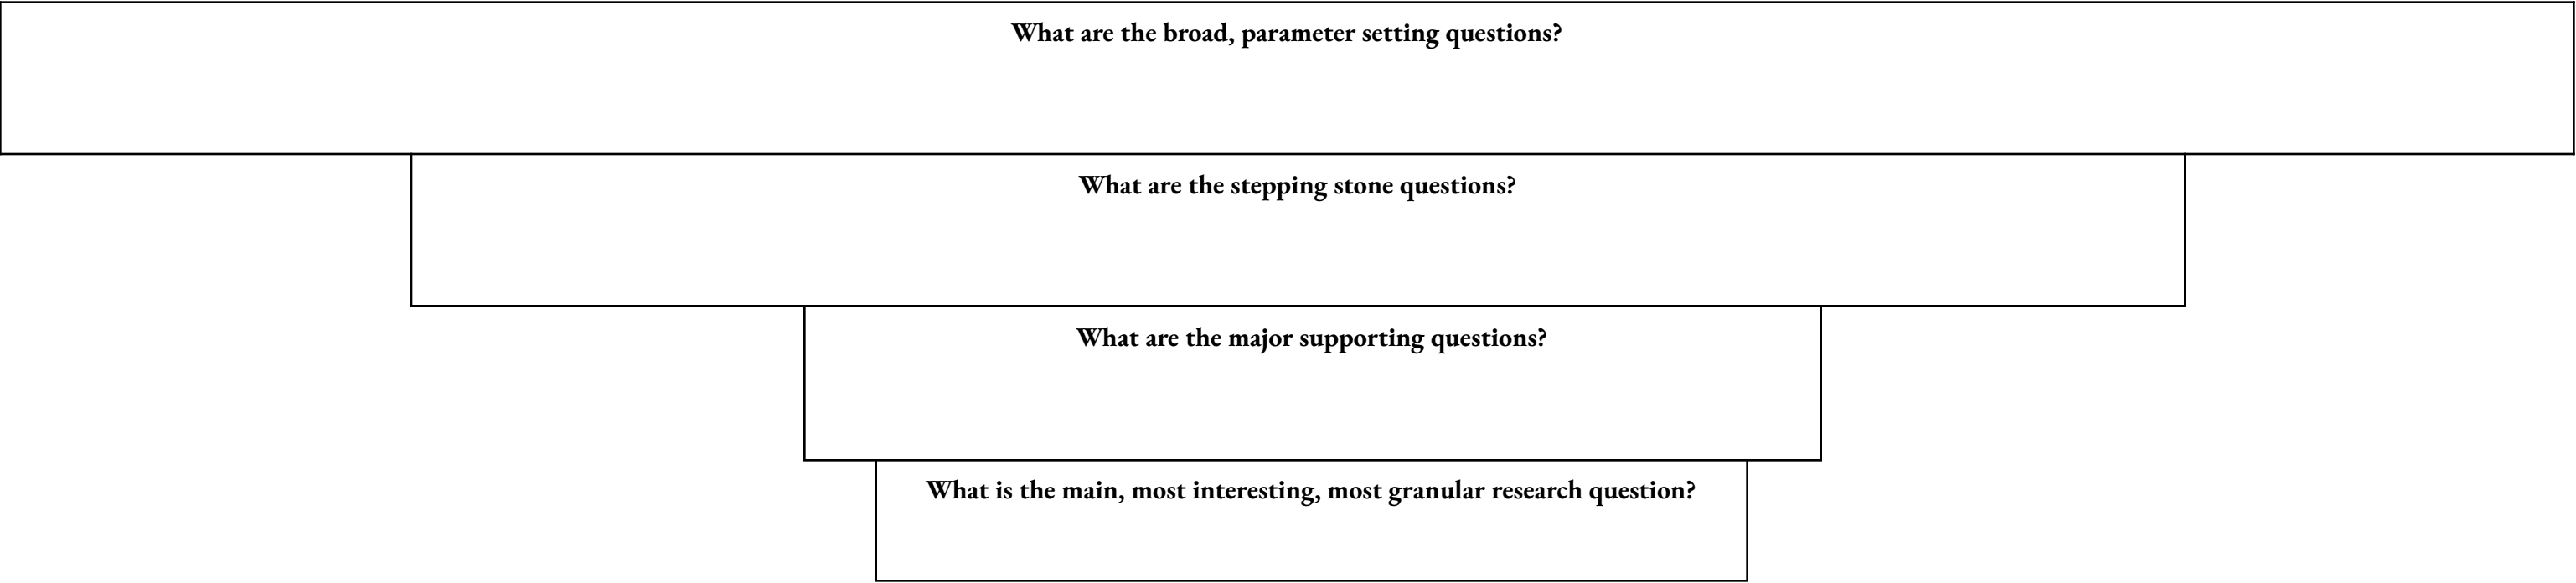 What are the broad, parameter setting questions?
What are the stepping stone questions?
What are the major supporting questions?
What is the main, most interesting, most granular research question?